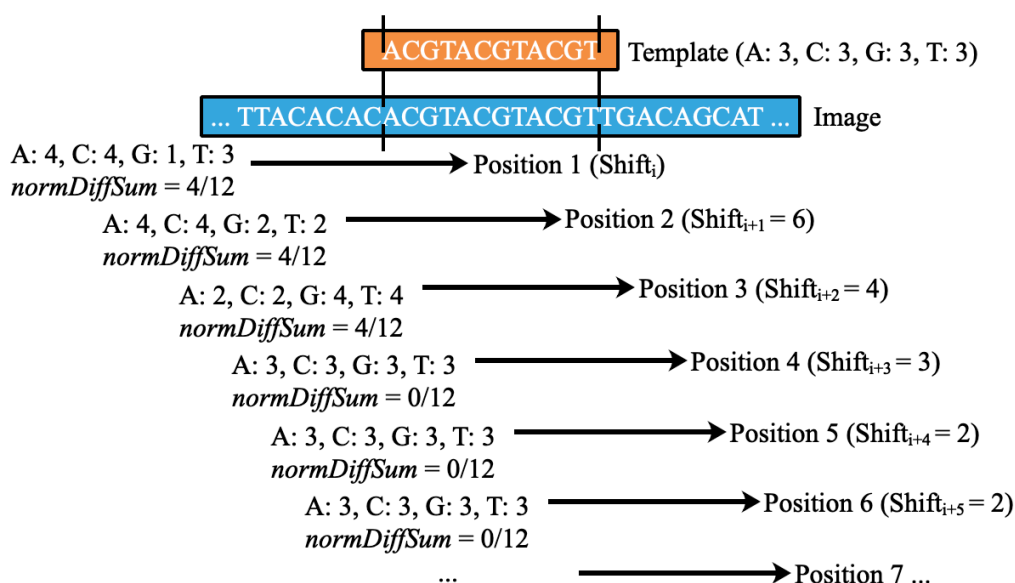 ACGTACGTACGT Template (A: 3, C: 3, G: 3, T: 3)
... TTACACACACGTACGTACGTTGACAGCAT ... Image
A: 4, C: 4, G: 1, T: 3 Position 1 (Shiftᵢ)
normDiffSum = 4/12
A: 4, C: 4, G: 2, T: 2 Position 2 (Shiftᵢ₊₁ = 6)
normDiffSum = 4/12
A: 2, C: 2, G: 4, T: 4 Position 3 (Shiftᵢ₊₂ = 4)
normDiffSum = 4/12
A: 3, C: 3, G: 3, T: 3 Position 4 (Shiftᵢ₊₃ = 3)
normDiffSum = 0/12
A: 3, C: 3, G: 3, T: 3 Position 5 (Shiftᵢ₊₄ = 2)
normDiffSum = 0/12
A: 3, C: 3, G: 3, T: 3 Position 6 (Shiftᵢ₊₅ = 2)
normDiffSum = 0/12
... Position 7 ...